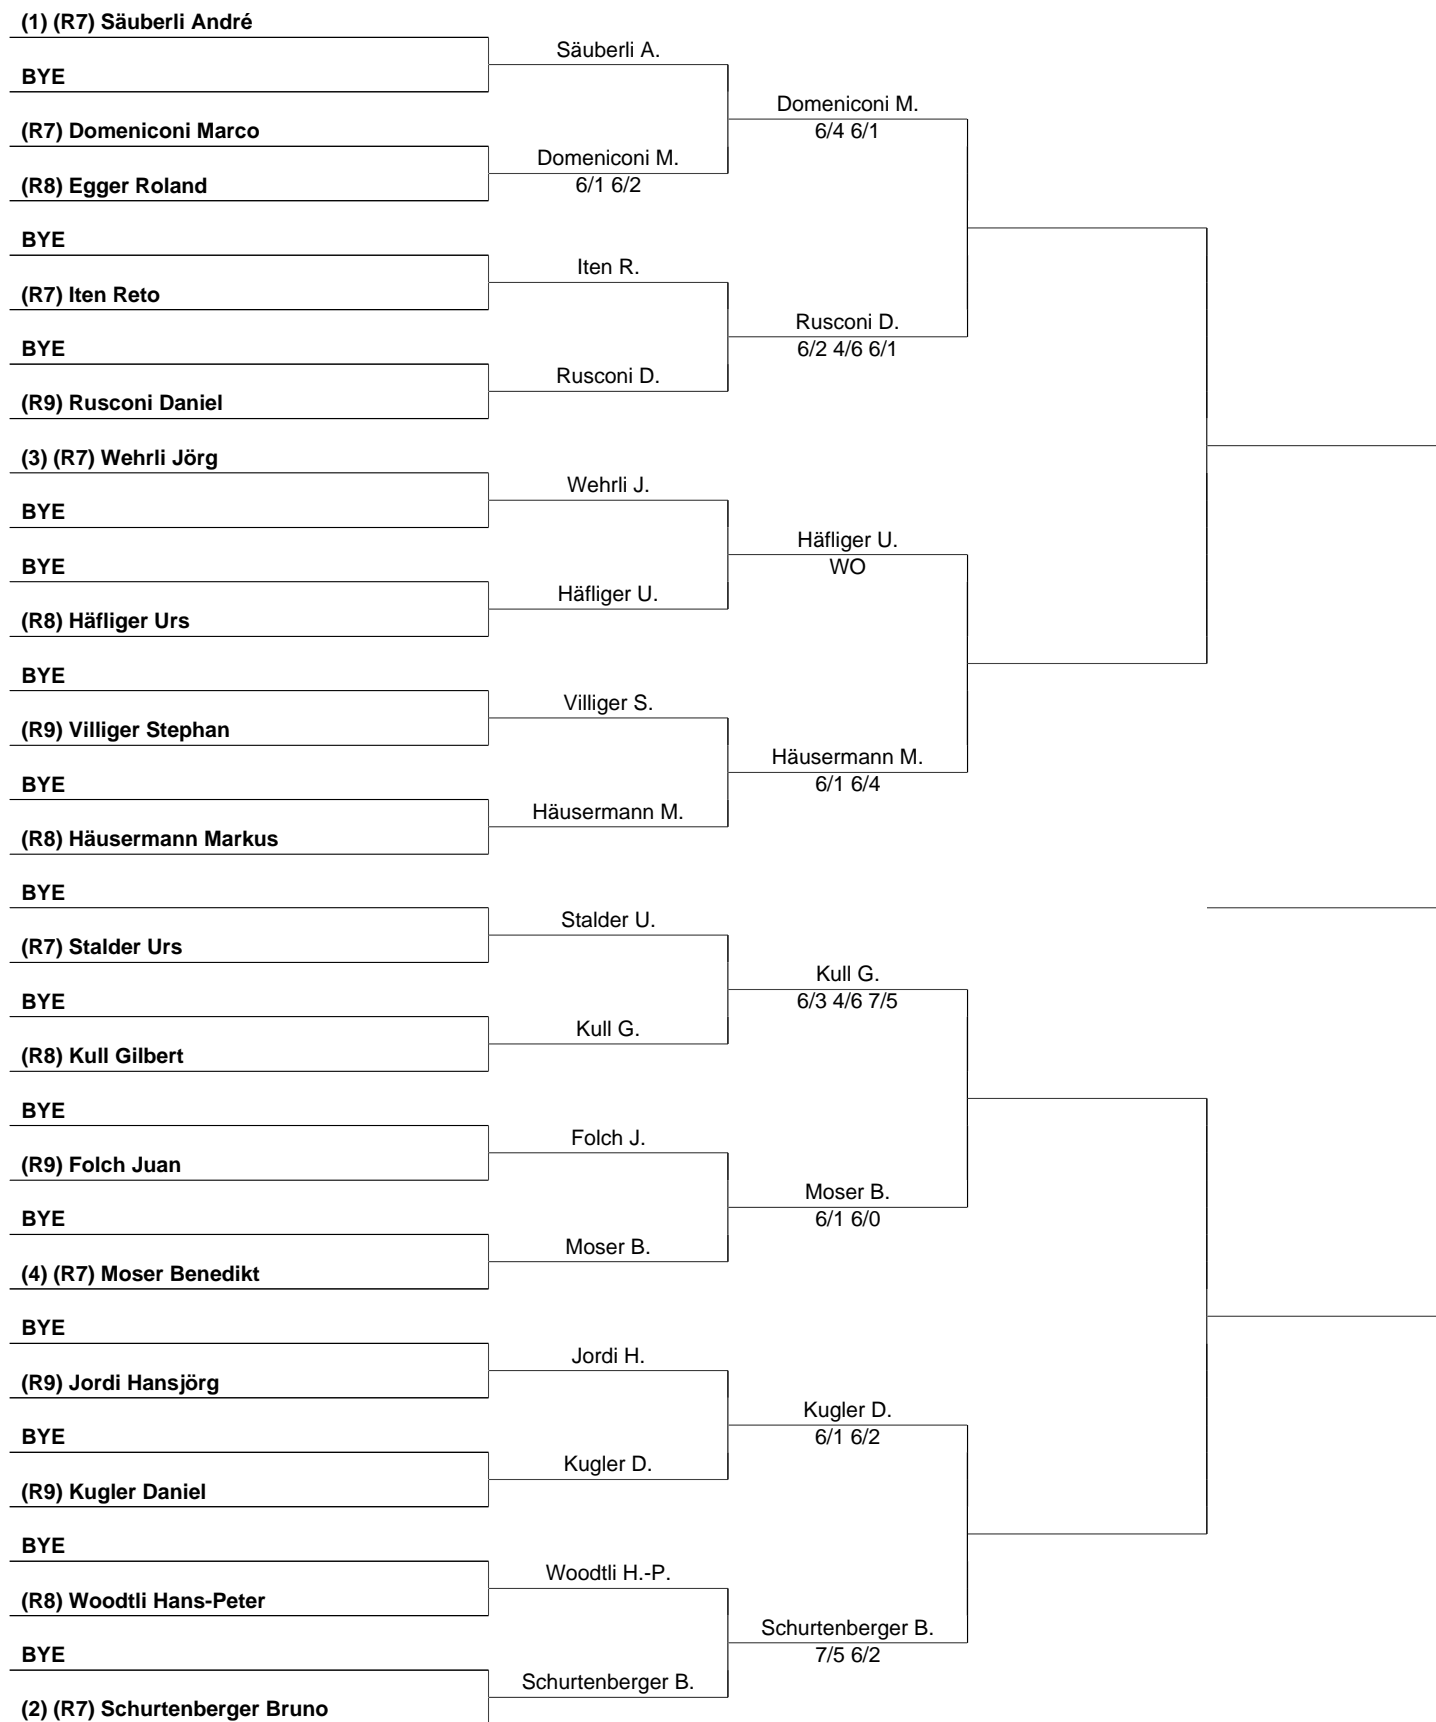 (1) (R7) Säuberli André
BYE
(R7) Domeniconi Marco
(R8) Egger Roland
BYE
(R7) Iten Reto
BYE
(R9) Rusconi Daniel
(3) (R7) Wehrli Jörg
BYE
BYE
(R8) Häfliger Urs
BYE
(R9) Villiger Stephan
BYE
(R8) Häusermann Markus
BYE
(R7) Stalder Urs
BYE
(R8) Kull Gilbert
BYE
(R9) Folch Juan
BYE
(4) (R7) Moser Benedikt
BYE
(R9) Jordi Hansjörg
BYE
(R9) Kugler Daniel
BYE
(R8) Woodtli Hans-Peter
BYE
(2) (R7) Schurtenberger Bruno
Säuberli A.
Domeniconi M.
6/1 6/2
Iten R.
Rusconi D.
Wehrli J.
Häfliger U.
Villiger S.
Häusermann M.
Stalder U.
Kull G.
Folch J.
Moser B.
Jordi H.
Kugler D.
Woodtli H.-P.
Schurtenberger B.
Domeniconi M.
6/4 6/1
Rusconi D.
6/2 4/6 6/1
Häfliger U.
WO
Häusermann M.
6/1 6/4
Kull G.
6/3 4/6 7/5
Moser B.
6/1 6/0
Kugler D.
6/1 6/2
Schurtenberger B.
7/5 6/2